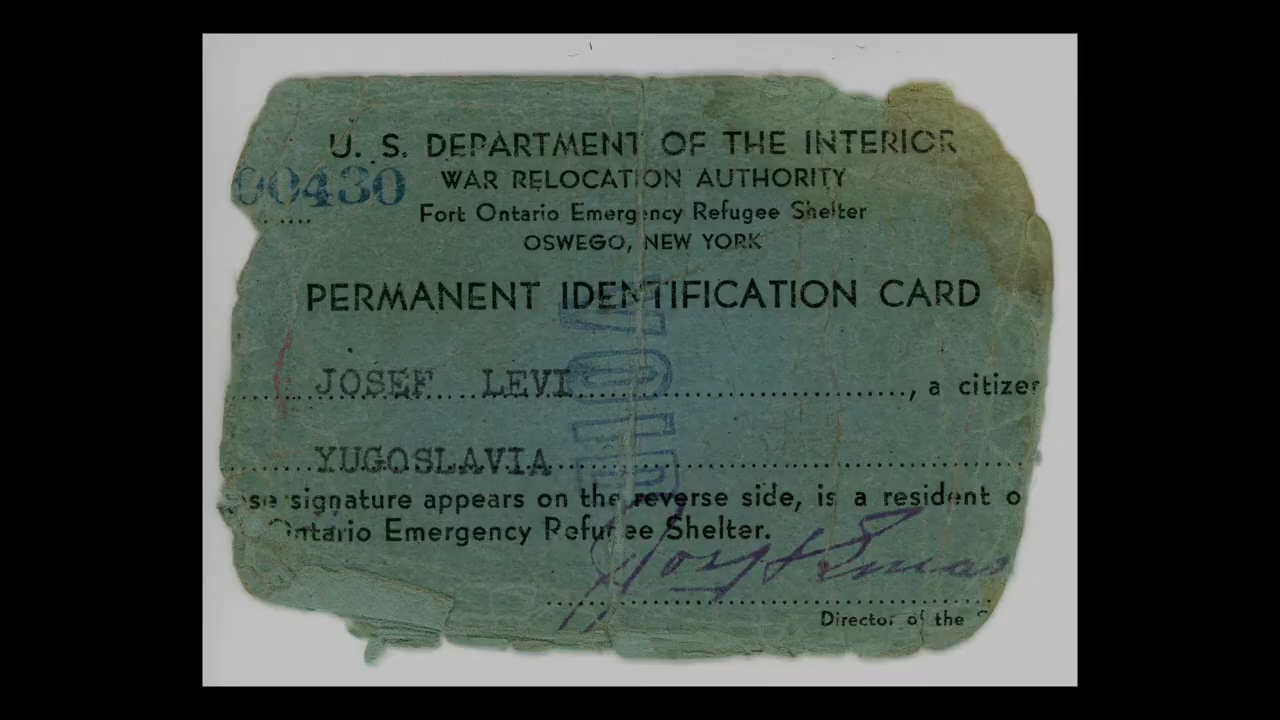 U. S. DEPARTMENT OF THE INTERIOR
00430
WAR RELOCATION AUTHORITY
Fort Ontario Emergency Refugee Shelter
OSWEGO, NEW YORK
PERMANENT IDENTIFICATION CARD
VOID
JOSEF LEVI, a citizen
YUGOSLAVIA
se signature appears on the reverse side, is a resident o
Ontario Emergency Refugee Shelter.
Director of the S